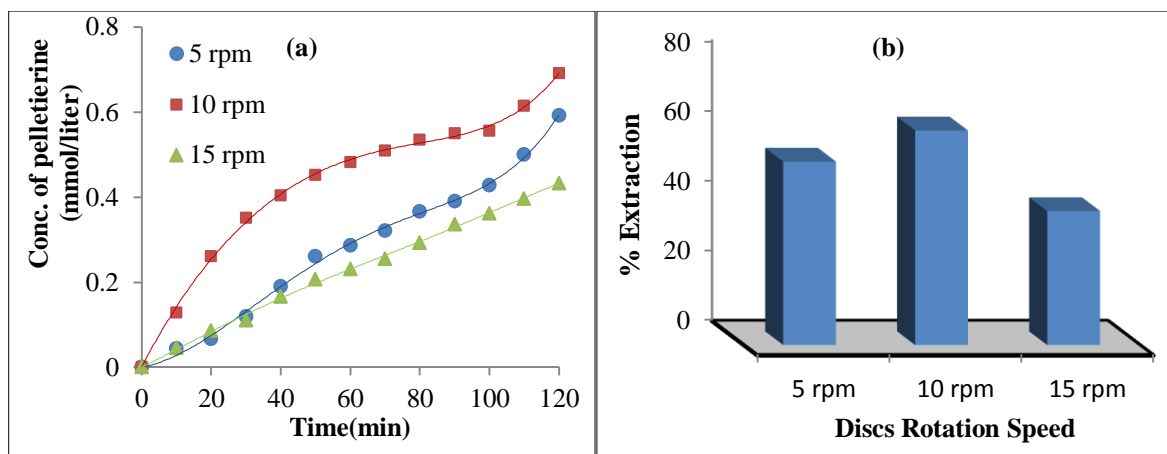 (a)
5 rpm
10 rpm
15 rpm
Conc. of pelletierine
(mmol/liter)
0.8
0.6
0.4
0.2
0
0 20 40 60 80 100 120
Time(min)
(b)
% Extraction
80
60
40
20
0
5 rpm 10 rpm 15 rpm
Discs Rotation Speed